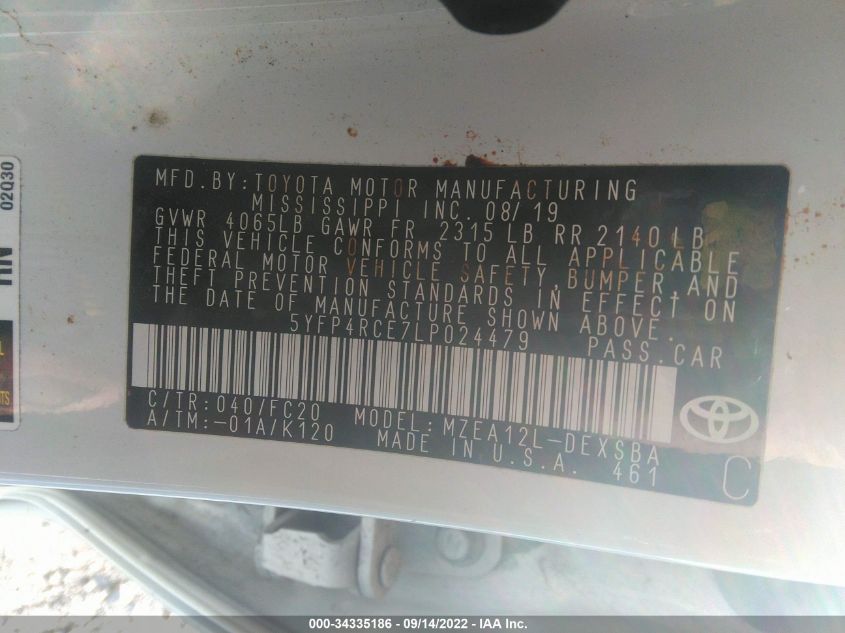 MFD.BY:TOYOTA MOTOR MANUFACTURING
MISSISSIPPI INC. 08/19
GVWR 4065LB GAWR FR 2315 LB RR 2140 LB
THIS VEHICLE CONFORMS TO ALL APPLICABLE
FEDERAL MOTOR VEHICLE SAFETY, BUMPER AND
THEFT PREVENTION STANDARDS IN EFFECT ON
THE DATE OF MANUFACTURE SHOWN ABOVE.
5YFP4RCE7LP024479 PASS.CAR
C/TR: 040/FC20 MODEL: MZEA12L-DEXSBA
A/TM:-01A/K120 MADE IN U.S.A. 461
C
02Q30
000-34335186 - 09/14/2022 - IAA Inc.